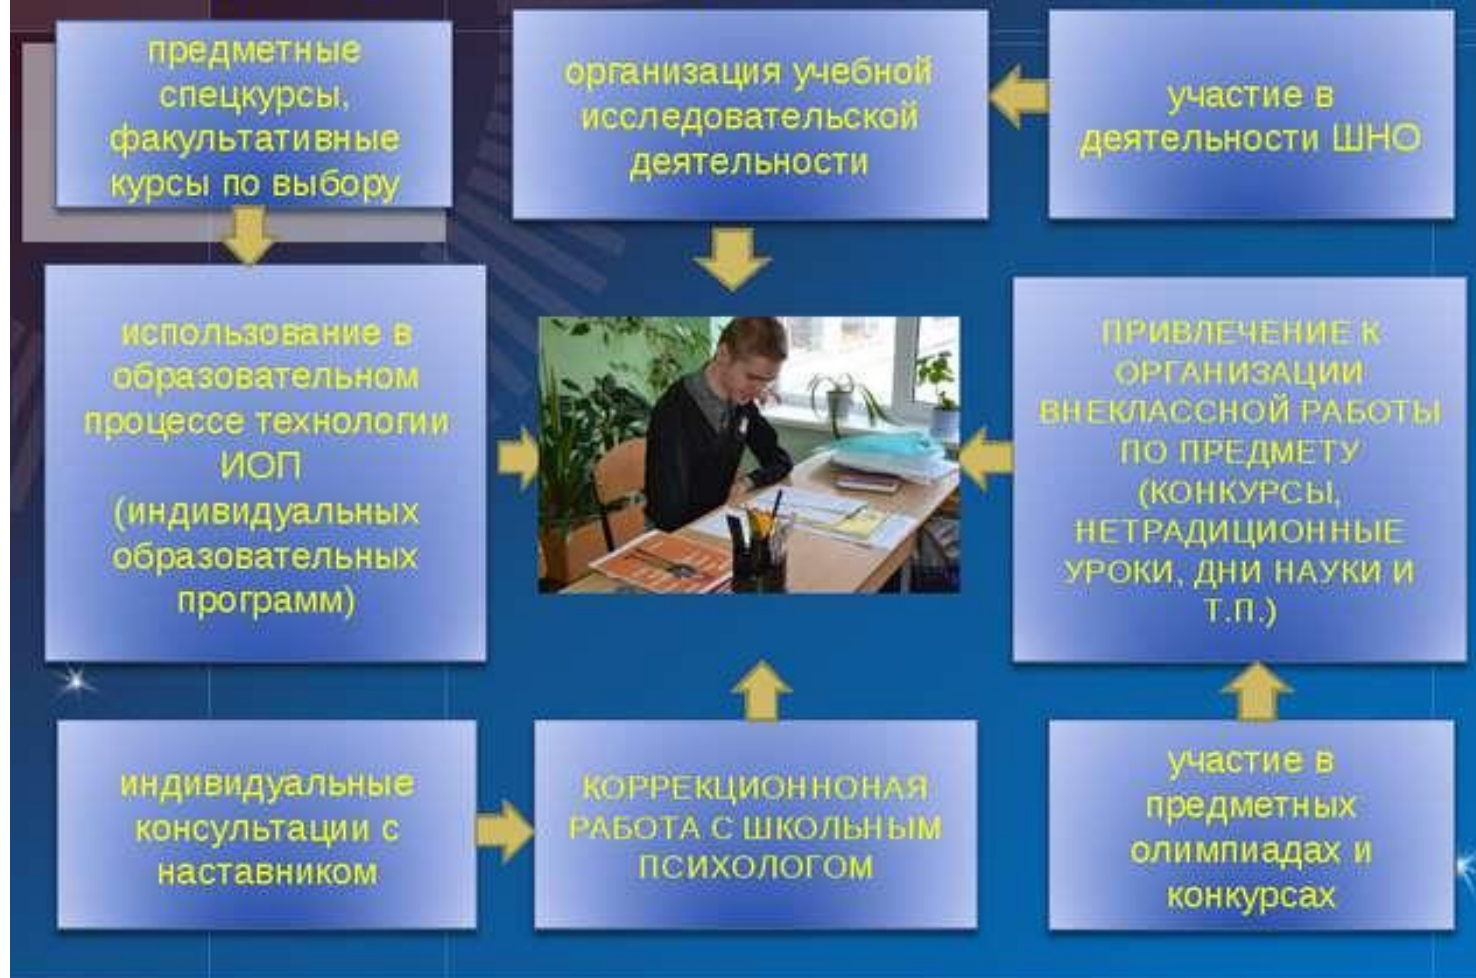 предметные
спецкурсы,
факультативные
курсы по выбору
организация учебной
исследовательской
деятельности
участие в
деятельности ШНО
использование в
образовательном
процессе технологии
ИОП
(индивидуальных
образовательных
программ)
ПРИВЛЕЧЕНИЕ К
ОРГАНИЗАЦИИ
ВНЕКЛАССНОЙ РАБОТЫ
ПО ПРЕДМЕТУ
(КОНКУРСЫ,
НЕТРАДИЦИОННЫЕ
УРОКИ, ДНИ НАУКИ И
Т.П.)
индивидуальные
консультации с
наставником
КОРРЕКЦИОННОНАЯ
РАБОТА С ШКОЛЬНЫМ
ПСИХОЛОГОМ
участие в
предметных
олимпиадах и
конкурсах